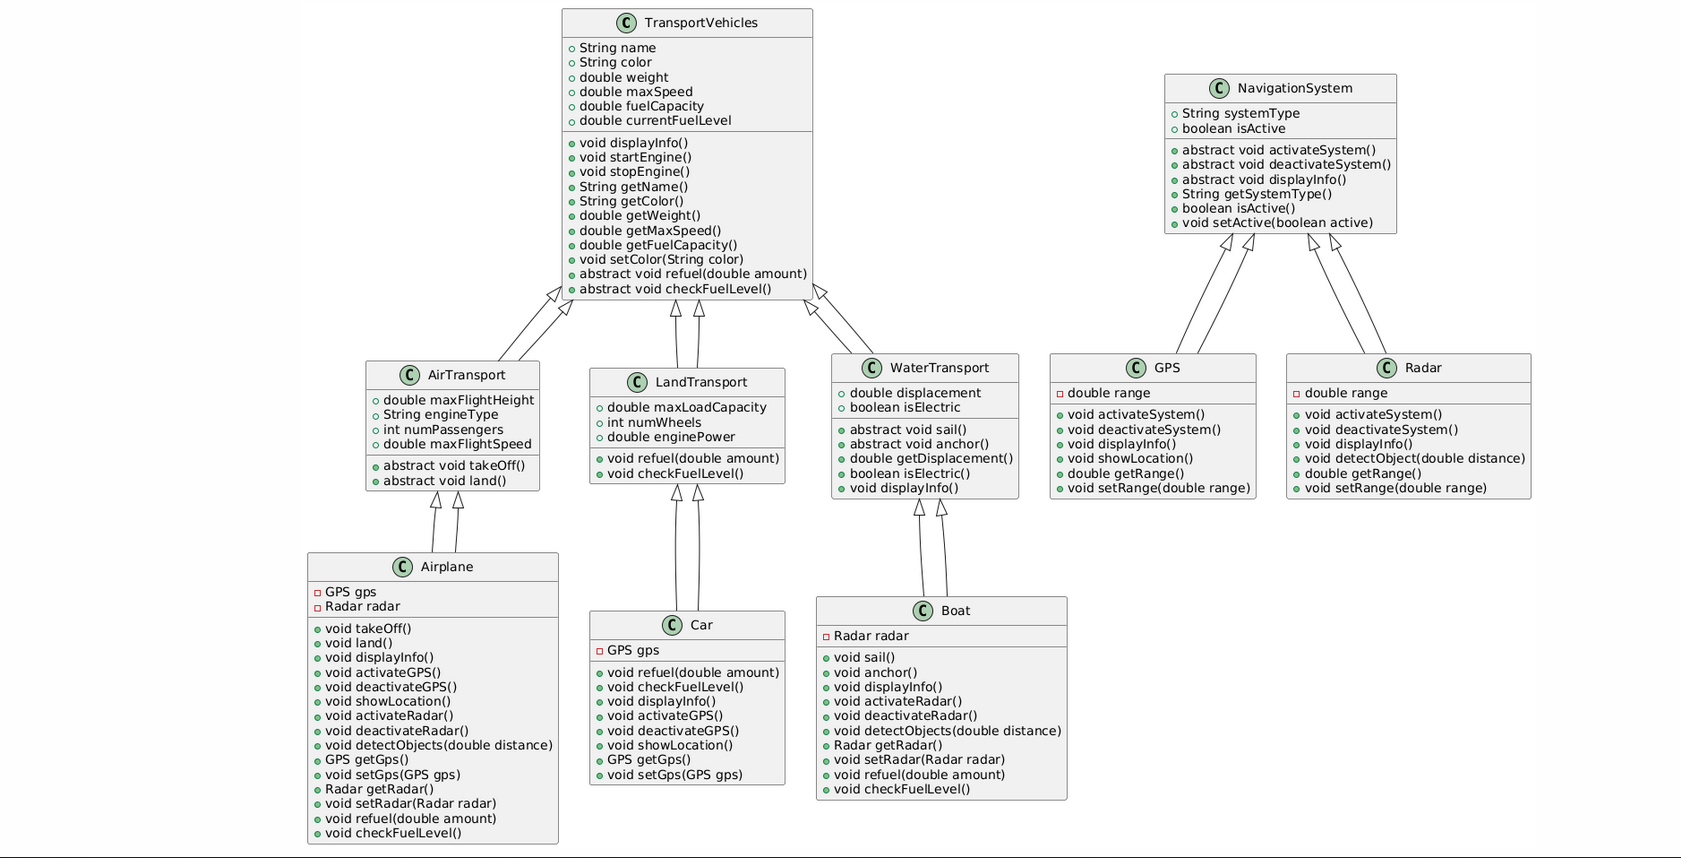 C TransportVehicles
String name
String color
double weight
double maxSpeed
double fuelCapacity
double currentFuelLevel
void displayInfo()
void startEngine()
void stopEngine()
String getName()
String getColor()
double getWeight()
double getMaxSpeed()
double getFuelCapacity()
void setColor(String color)
abstract void refuel(double amount)
abstract void checkFuelLevel()
C NavigationSystem
String systemType
boolean isActive
abstract void activateSystem()
abstract void deactivateSystem()
abstract void displayInfo()
String getSystemType()
boolean isActive()
void setActive(boolean active)
C AirTransport
double maxFlightHeight
String engineType
int numPassengers
double maxFlightSpeed
abstract void takeOff()
abstract void land()
C LandTransport
double maxLoadCapacity
int numWheels
double enginePower
void refuel(double amount)
void checkFuelLevel()
C WaterTransport
double displacement
boolean isElectric
abstract void sail()
abstract void anchor()
double getDisplacement()
boolean isElectric()
void displayInfo()
C GPS
double range
void activateSystem()
void deactivateSystem()
void displayInfo()
void showLocation()
double getRange()
void setRange(double range)
C Radar
double range
void activateSystem()
void deactivateSystem()
void displayInfo()
void detectObject(double distance)
double getRange()
void setRange(double range)
C Airplane
GPS gps
Radar radar
void takeOff()
void land()
void displayInfo()
void activateGPS()
void deactivateGPS()
void showLocation()
void activateRadar()
void deactivateRadar()
void detectObjects(double distance)
GPS getGps()
void setGps(GPS gps)
Radar getRadar()
void setRadar(Radar radar)
void refuel(double amount)
void checkFuelLevel()
C Car
GPS gps
void refuel(double amount)
void checkFuelLevel()
void displayInfo()
void activateGPS()
void deactivateGPS()
void showLocation()
GPS getGps()
void setGps(GPS gps)
C Boat
Radar radar
void sail()
void anchor()
void displayInfo()
void activateRadar()
void deactivateRadar()
void detectObjects(double distance)
Radar getRadar()
void setRadar(Radar radar)
void refuel(double amount)
void checkFuelLevel()